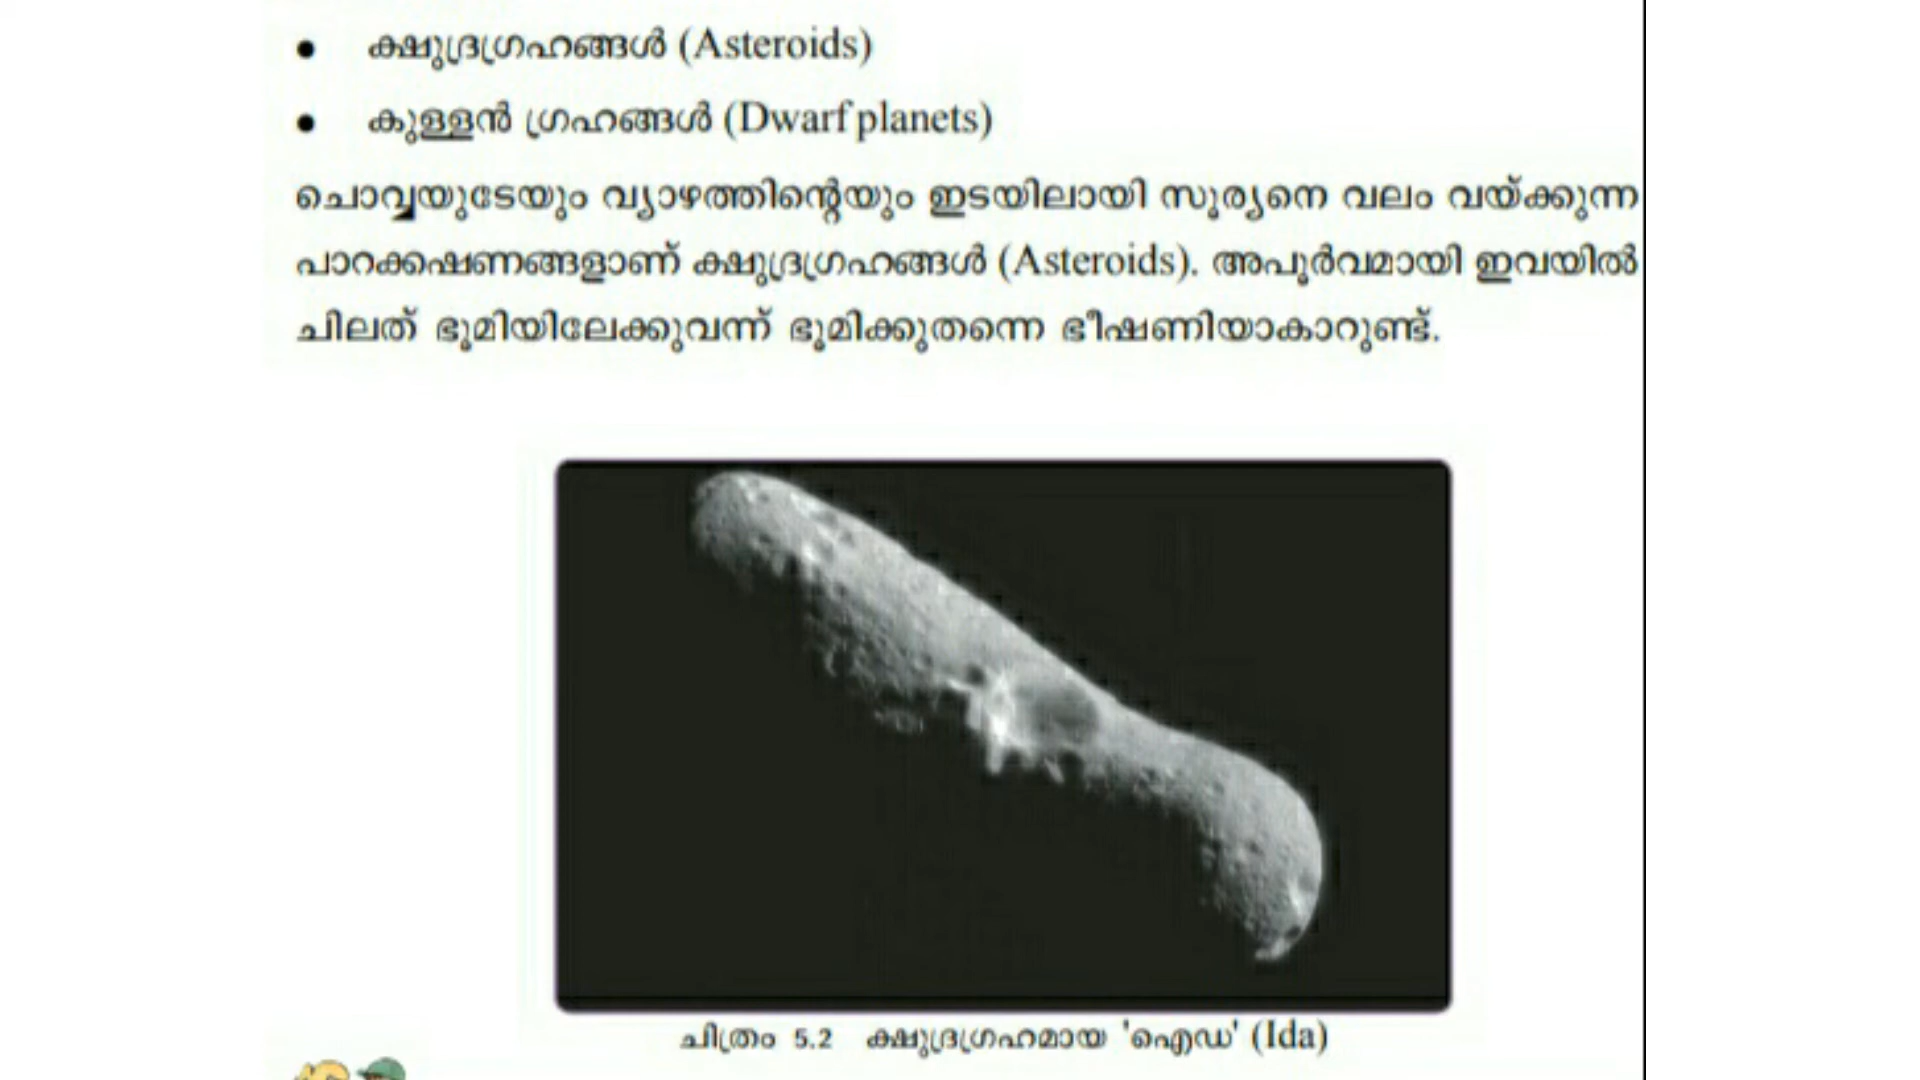 • ക്ഷുദ്രഗ്രഹങ്ങൾ (Asteroids)
• കുള്ളൻ ഗ്രഹങ്ങൾ (Dwarf planets)
ചൊവ്വയുടേയും വ്യാഴത്തിന്റെയും ഇടയിലായി സൂര്യനെ വലം വയ്ക്കുന്ന
പാറക്കഷണങ്ങളാണ് ക്ഷുദ്രഗ്രഹങ്ങൾ (Asteroids). അപൂർവമായി ഇവയിൽ
ചിലത് ഭൂമിയിലേക്കുവന്ന് ഭൂമിക്കുതന്നെ ഭീഷണിയാകാറുണ്ട്.
ചിത്രം 5.2 ക്ഷുദ്രഗ്രഹമായ 'ഐഡ' (Ida)